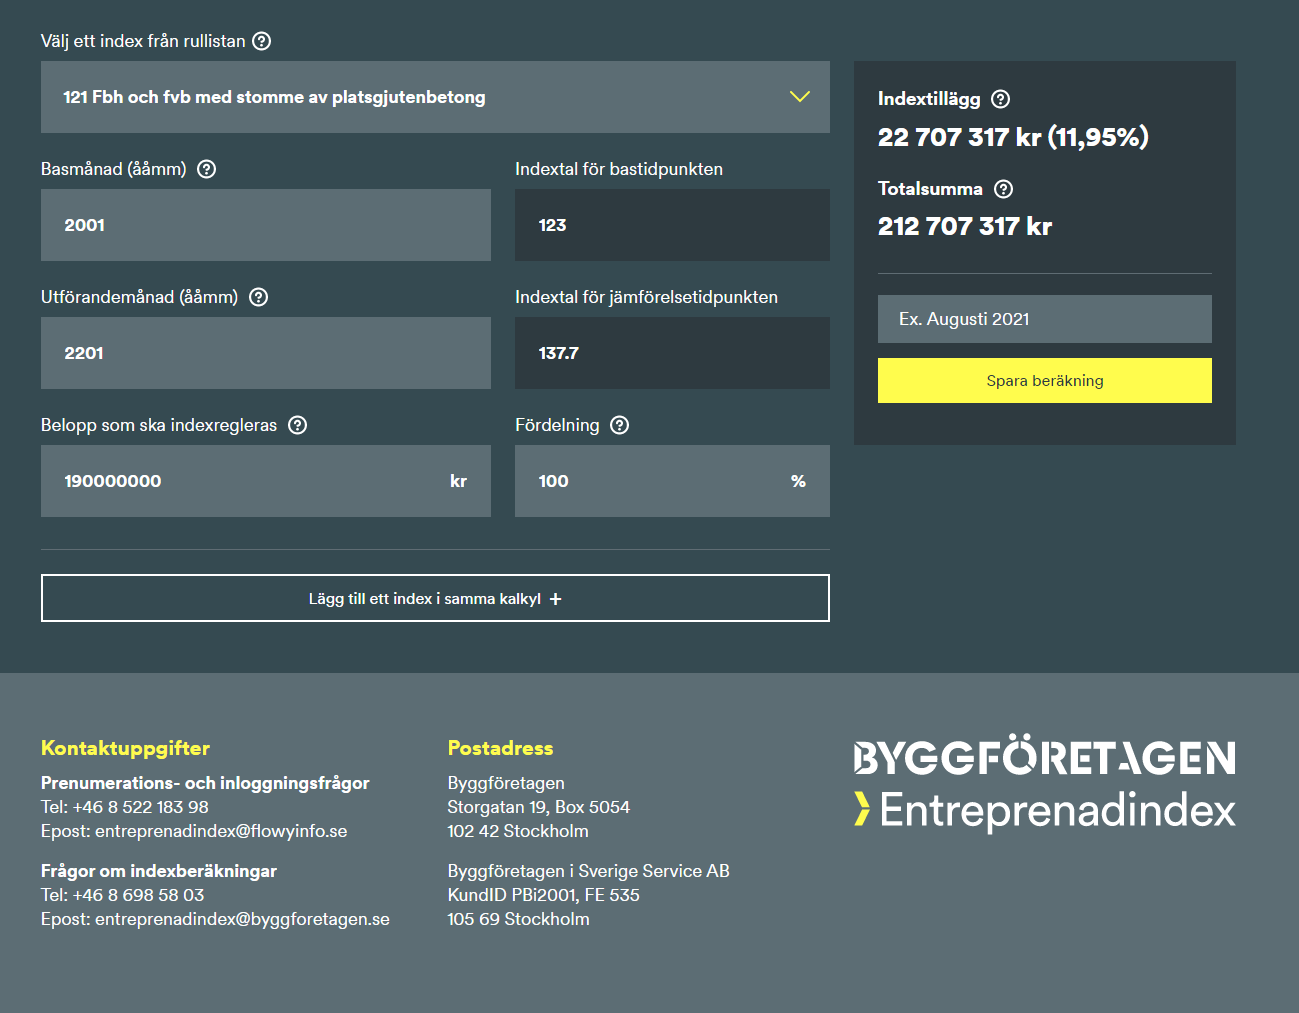 Välj ett index från rullistan ?
121 Fbh och fvb med stomme av platsgjutenbetong
Basmånad (ååmm) ?
Indextal för bastidpunkten
2001
123
Utförandemånad (ååmm) ?
Indextal för jämförelsetidpunkten
2201
137.7
Belopp som ska indexregleras ?
Fördelning ?
190000000 kr
100 %
Lägg till ett index i samma kalkyl +
Indextillägg ?
22 707 317 kr (11,95%)
Totalsumma ?
212 707 317 kr
Ex. Augusti 2021
Spara beräkning
Kontaktuppgifter
Prenumerations- och inloggningsfrågor
Tel: +46 8 522 183 98
Epost: entreprenadindex@flowyinfo.se
Frågor om indexberäkningar
Tel: +46 8 698 58 03
Epost: entreprenadindex@byggforetagen.se
Postadress
Byggföretagen
Storgatan 19, Box 5054
102 42 Stockholm
Byggföretagen i Sverige Service AB
KundID PBi2001, FE 535
105 69 Stockholm
BYGGFÖRETAGEN
Entreprenadindex